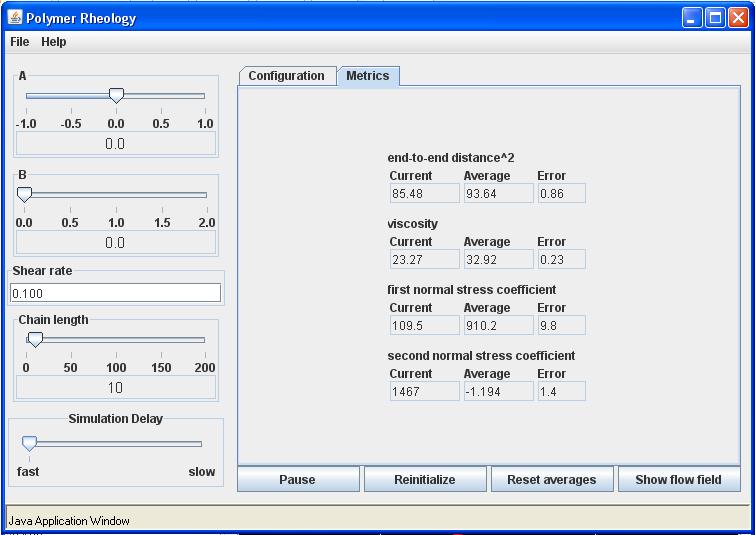 Polymer Rheology
File Help
A
-1.0 -0.5 0.0 0.5 1.0
0.0
B
0.0 0.5 1.0 1.5 2.0
0.0
Shear rate
0.100
Chain length
0 50 100 150 200
10
Simulation Delay
fast slow
Configuration Metrics
end-to-end distance^2
Current Average Error
85.48 93.64 0.86
viscosity
Current Average Error
23.27 32.92 0.23
first normal stress coefficient
Current Average Error
109.5 910.2 9.8
second normal stress coefficient
Current Average Error
1467 -1.194 1.4
Pause Reinitialize Reset averages Show flow field
Java Application Window